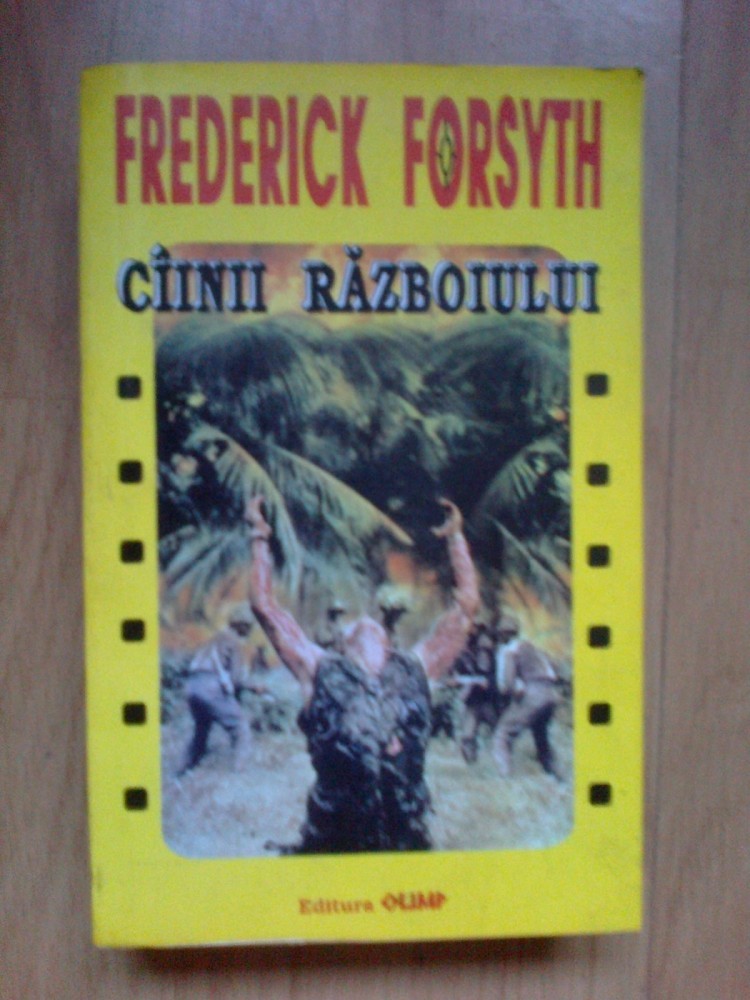 FREDERICK FORSYTH
CÎINII RĂZBOIULUI
Editura OLIMP